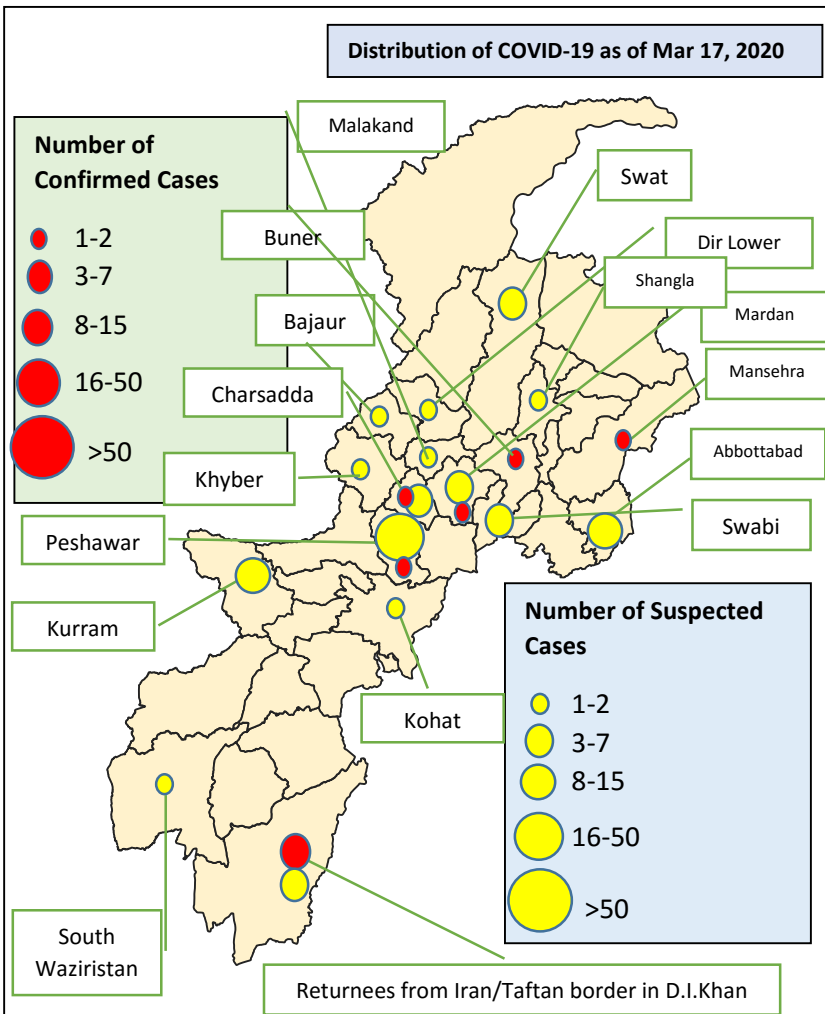 Distribution of COVID-19 as of Mar 17, 2020
Malakand
Number of
Confirmed Cases
1-2
3-7
8-15
16-50
>50
Swat
Buner
Dir Lower
Shangla
Bajaur
Mardan
Charsadda
Mansehra
Abbottabad
Khyber
Swabi
Peshawar
Kurram
Number of Suspected
Cases
1-2
3-7
8-15
16-50
>50
Kohat
South
Waziristan
Returnees from Iran/Taftan border in D.I.Khan